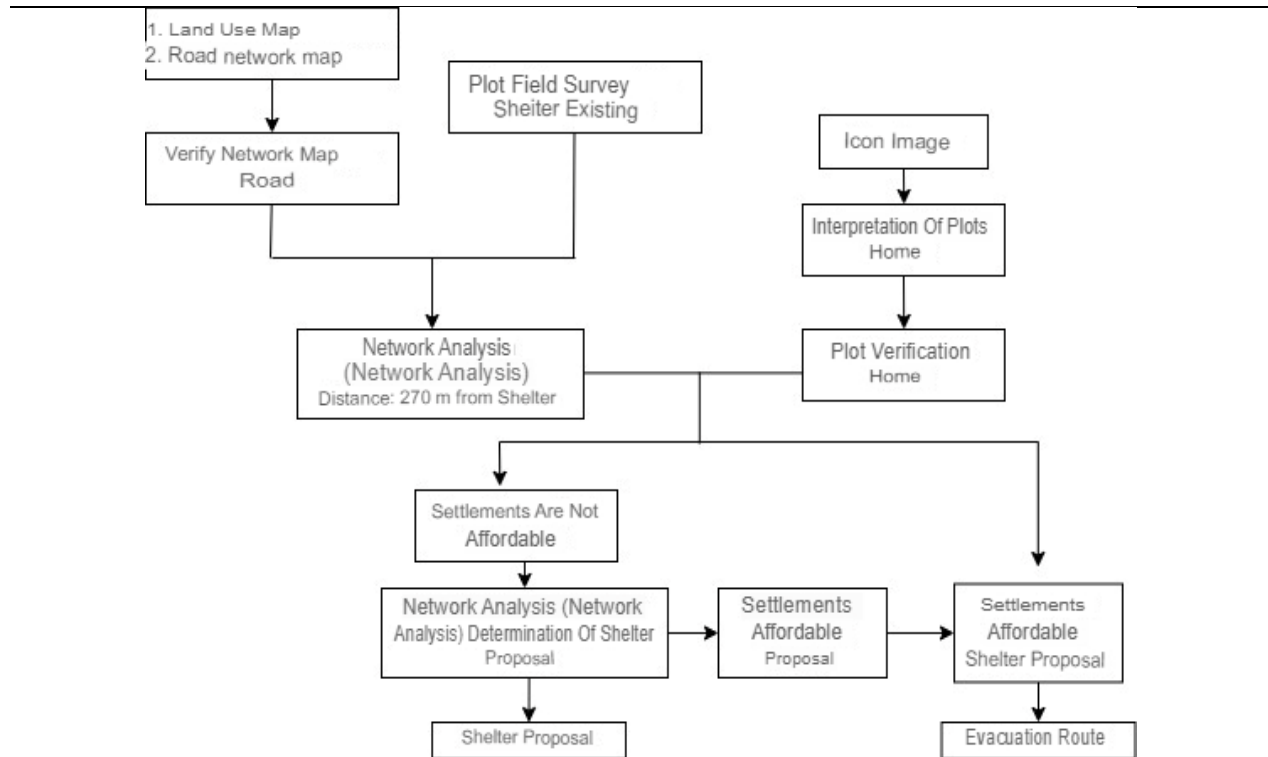 1. Land Use Map
2. Road network map
Plot Field Survey
Sheiter Existing
Icon Image
Verify Network Map
Road
Interpretation Of Plots
Home
Network Analysis
(Network Analysis)
Distance: 270 m from Shelter
Plot Verification
Home
Settlements Are Not
Affordable
Network Analysis (Network
Analysis) Determination Of Shelter
Proposal
Settlements
Affordable
Proposal
Settlements
Affordable
Shelter Proposal
Shelter Proposal
Evacuation Route